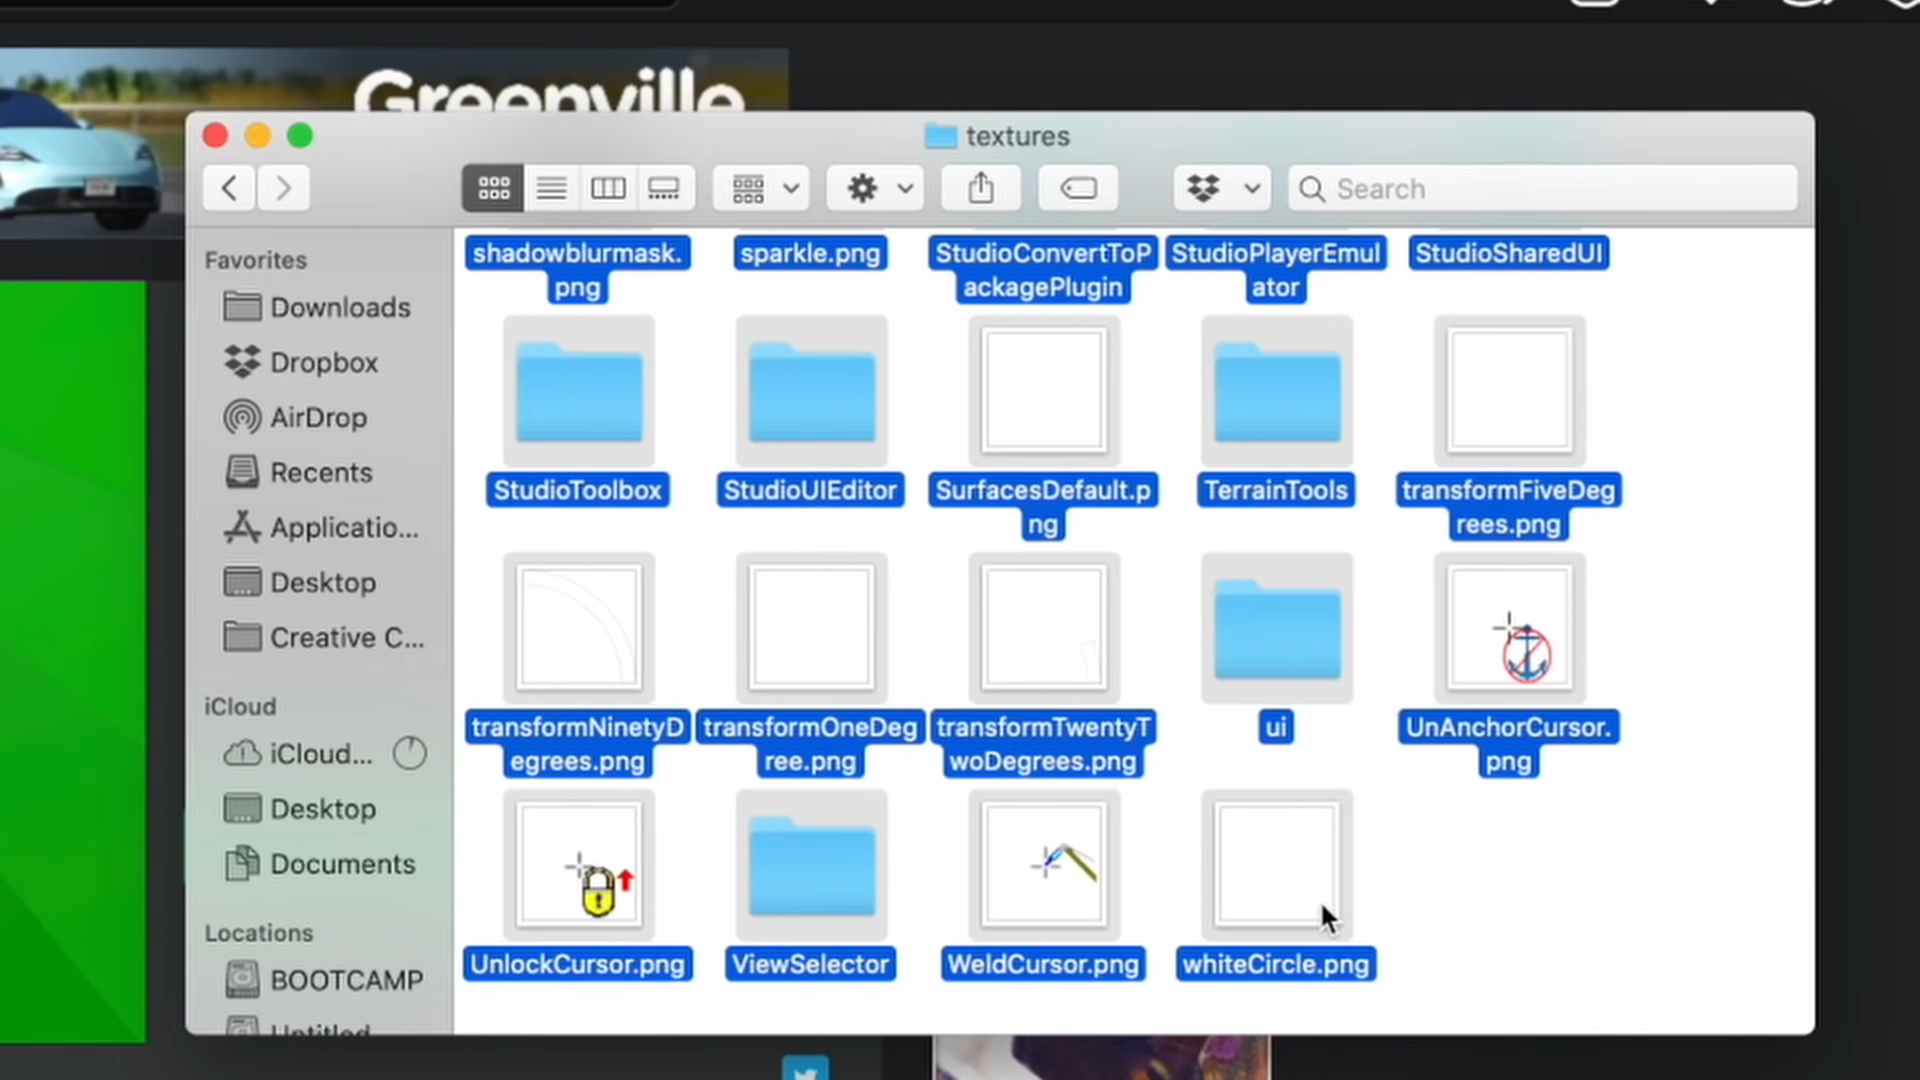 Greenville
textures
Search
Favorites
Downloads
Dropbox
AirDrop
Recents
Applicatio...
Desktop
Creative C...
iCloud
iCloud...
Desktop
Documents
Locations
BOOTCAMP
Untitled
shadowblurmask.
png
sparkle.png
StudioConvertToP
ackagePlugin
StudioPlayerEmul
ator
StudioSharedUI
StudioToolbox
StudioUIEditor
SurfacesDefault.p
ng
TerrainTools
transformFiveDeg
rees.png
transformNinetyD
egrees.png
transformOneDeg
ree.png
transformTwentyT
woDegrees.png
ui
UnAnchorCursor.
png
UnlockCursor.png
ViewSelector
WeldCursor.png
whiteCircle.png